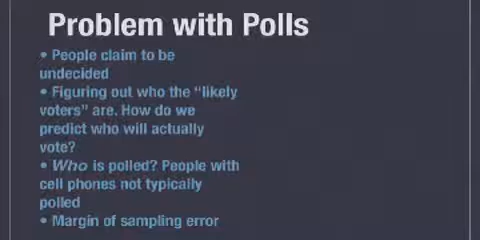 Problem with Polls
• People claim to be
undecided
• Figuring out who the “likely
voters” are. How do we
predict who will actually
vote?
• Who is polled? People with
cell phones not typically
polled
• Margin of sampling error